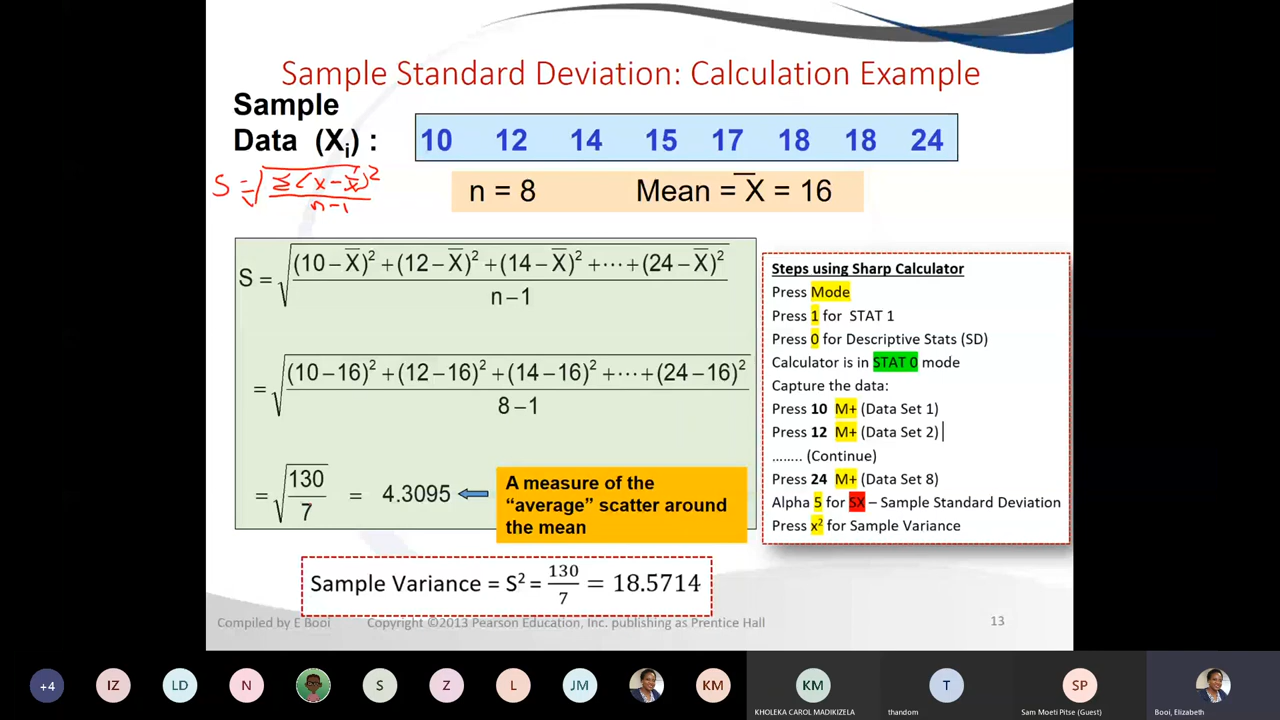 Sample Standard Deviation: Calculation Example
Sample
Data (Xi) :
10 12 14 15 17 18 18 24
S = √Σ(x-x̅)²
n-1
n = 8 Mean = X̅ = 16
S = √(10 – X̅)² + (12 – X̅)² + (14 – X̅)² + ⋯ + (24 – X̅)²
n – 1
= √(10 – 16)² + (12 – 16)² + (14 – 16)² + ⋯ + (24 – 16)²
8 – 1
= √130/7 = 4.3095
A measure of the
“average” scatter around
the mean
Steps using Sharp Calculator
Press Mode
Press 1 for STAT 1
Press 0 for Descriptive Stats (SD)
Calculator is in STAT 0 mode
Capture the data:
Press 10 M+ (Data Set 1)
Press 12 M+ (Data Set 2)
…….. (Continue)
Press 24 M+ (Data Set 8)
Alpha 5 for SX – Sample Standard Deviation
Press x² for Sample Variance
Sample Variance = S² = 130/7 = 18.5714
Compiled by E Booi Copyright ©2013 Pearson Education, Inc. publishing as Prentice Hall 13
+4 IZ LD N S Z L JM KM KM T SP
KHOLEKA CAROL MADIKIZELA thandom Sam Moeti Pitse (Guest) Booi, Elizabeth